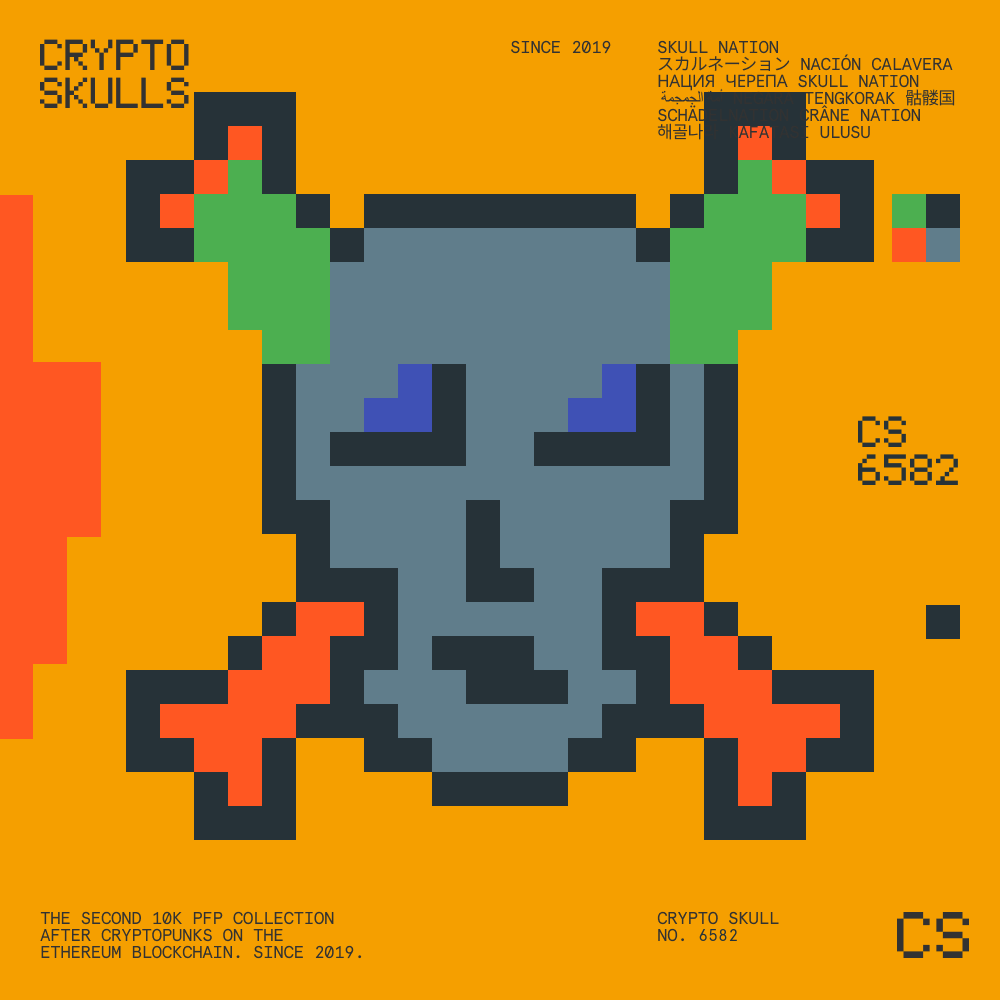 CRYPTO
SKULLS
SINCE 2019
SKULL NATION
スカルネーション NACIÓN CALAVERA
НАЦИЯ ЧЕРЕПА SKULL NATION
الجمجمة TENGKORAK 骷髅国
CRÂNE NATION
ULUSU
CS
6582
THE SECOND 10K PFP COLLECTION
AFTER CRYPTOPUNKS ON THE
ETHEREUM BLOCKCHAIN. SINCE 2019.
CRYPTO SKULL
NO. 6582
CS